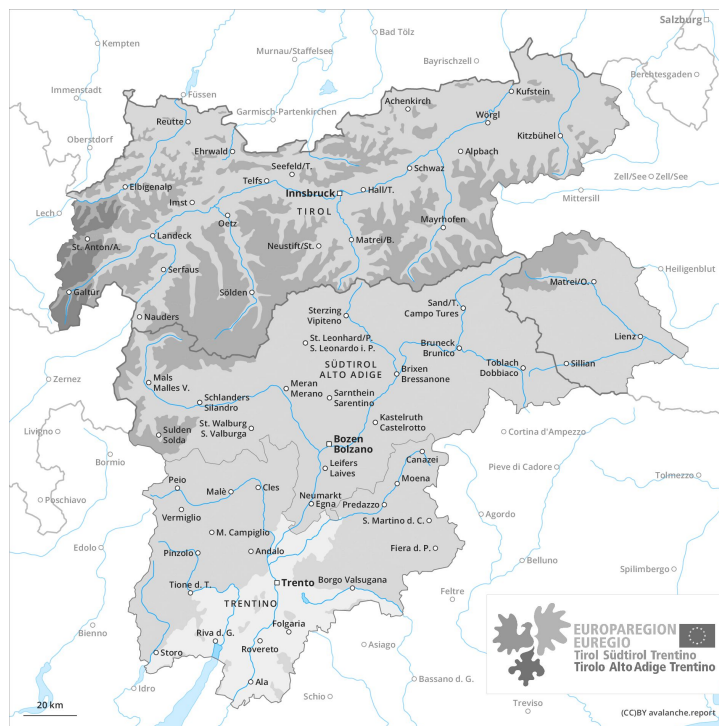 Salzburg
Kempten
Bad Tölz
Murnau/Staffelsee
Bayrischzell
Berchtesgaden
Immenstadt
Füssen
Kufstein
Achenkirch
Garmisch-Partenkirchen
Wörgl
Reutte
Oberstdorf
Kitzbühel
Ehrwald
Alpbach
Seefeld/T.
Schwaz
Zell/See
Zell/See
Telfs
Elbigenalp
Innsbruck
Hall/T.
Mittersill
Imst
TIROL
Lech
Oetz
Mayrhofen
Landeck
Matrei/B.
St. Anton/A.
Neustift/St.
Serfaus
Heiligenblut
Matrei/O.
Galtür
Sölden
Sand/T.
Campo Tures
Nauders
Sterzing
Vipiteno
Lienz
St. Leonhard/P.
S. Leonardo i. P.
Bruneck
Brunico
Toblach
Dobbiaco
Sillian
SÜDTIROL
ALTO ADIGE
Brixen
Bressanone
Zernez
Mals
Malles V.
Meran
Merano
Sarnthein
Sarentino
Schlanders
Silandro
St. Walburg
S. Valburga
Kastelruth
Castelrotto
Livigno
Sulden
Solda
Cortina d'Ampezzo
Bozen
Bolzano
Bormio
Canazei
Pieve di Cadore
Leifers
Laives
Tolmezzo
Peio
Malè
Cles
Moena
Poschiavo
Neumarkt
Egna
Predazzo
Vermiglio
Agordo
S. Martino d. C.
M. Campiglio
Edolo
Pinzolo
Andalo
Fiera d. P.
Belluno
Spilimbergo
Trento
Borgo Valsugana
Tione d. T.
Feltre
TRENTINO
Folgaria
Bienno
Riva d. G.
Rovereto
Asiago
Storo
Bassano d. G.
Ala
Idro
Schio
Treviso
EUROPAREGION
EUREGIO
Tirol Südtirol Trentino
Tirolo Alto Adige Trentino
20 km
(CC)BY avalanche.report